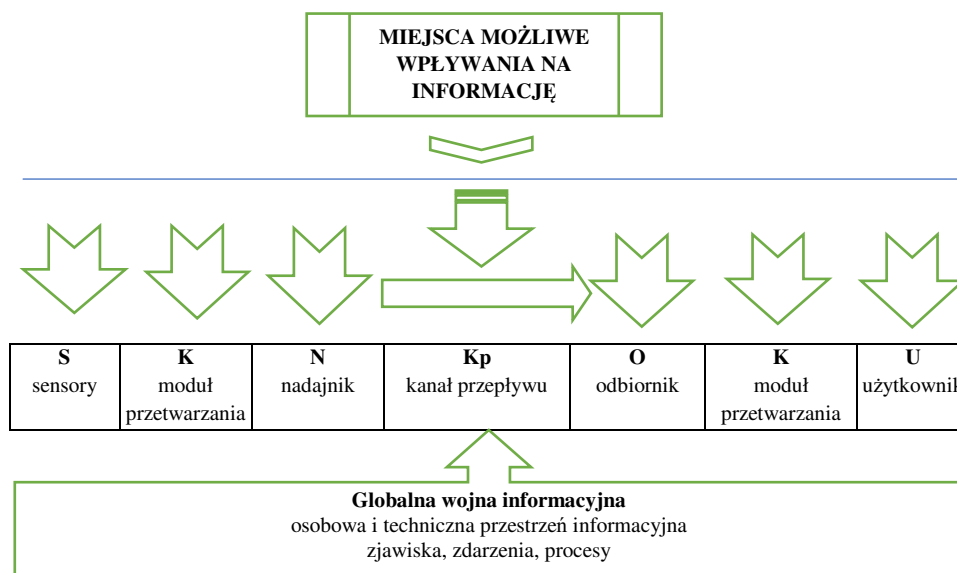 MIEJSCA MOŻLIWE
WPŁYWANIA NA
INFORMACJĘ
S K N Kp O K U
sensory moduł nadajnik kanał przepływu odbiornik moduł użytkownik
przetwarzania przetwarzania
Globalna wojna informacyjna
osobowa i techniczna przestrzeń informacyjna
zjawiska, zdarzenia, procesy